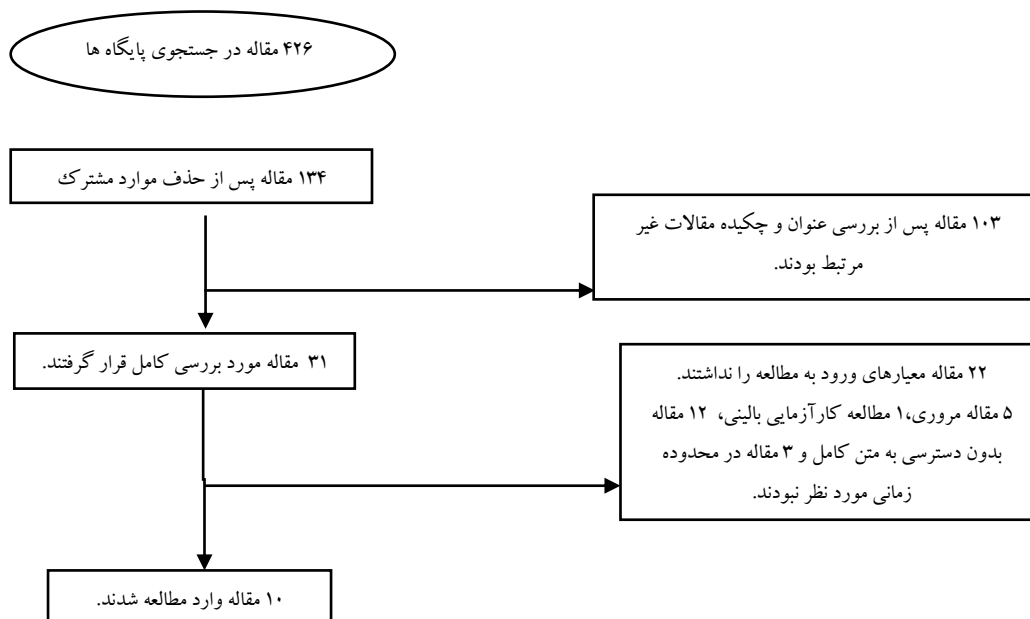 ۴۲۶ مقاله در جستجوی پایگاه ها
۱۳۴ مقاله پس از حذف موارد مشترک
۱۰۳ مقاله پس از بررسی عنوان و چکیده مقالات غیر
مرتبط بودند.
۳۱ مقاله مورد بررسی کامل قرار گرفتند.
۲۲ مقاله معیارهای ورود به مطالعه را نداشتند.
۵ مقاله مروری،۱ مطالعه کارآزمایی بالینی، ۱۲ مقاله
بدون دسترسی به متن کامل و ۳ مقاله در محدوده
زمانی مورد نظر نبودند.
۱۰ مقاله وارد مطالعه شدند.